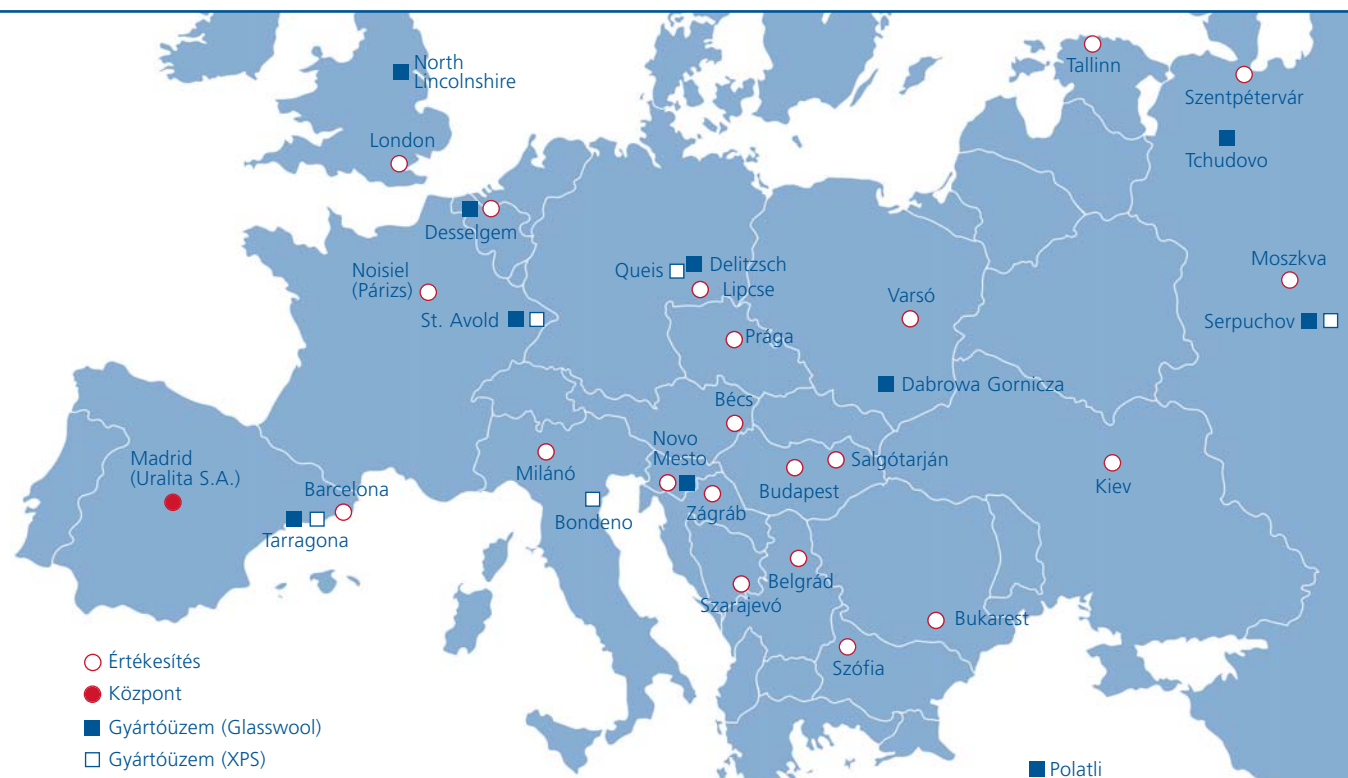 North
Lincolnshire
London
Tallinn
Szentpétervár
Tchudovo
Desselgem
Noisiel
(Párizs)
Queis
Delitzsch
Lipcse
Moszkva
St. Avold
Varsó
Serpuchov
Prága
Dabrowa Gornicza
Bécs
Madrid
(Uralita S.A.)
Barcelona
Tarragona
Milánó
Bondeno
Novo
Mesto
Zágráb
Budapest
Salgótarján
Kiev
Belgrád
Szarajevó
Bukarest
Szófia
Értékesítés
Központ
Gyártóüzem (Glasswool)
Gyártóüzem (XPS)
Polatli